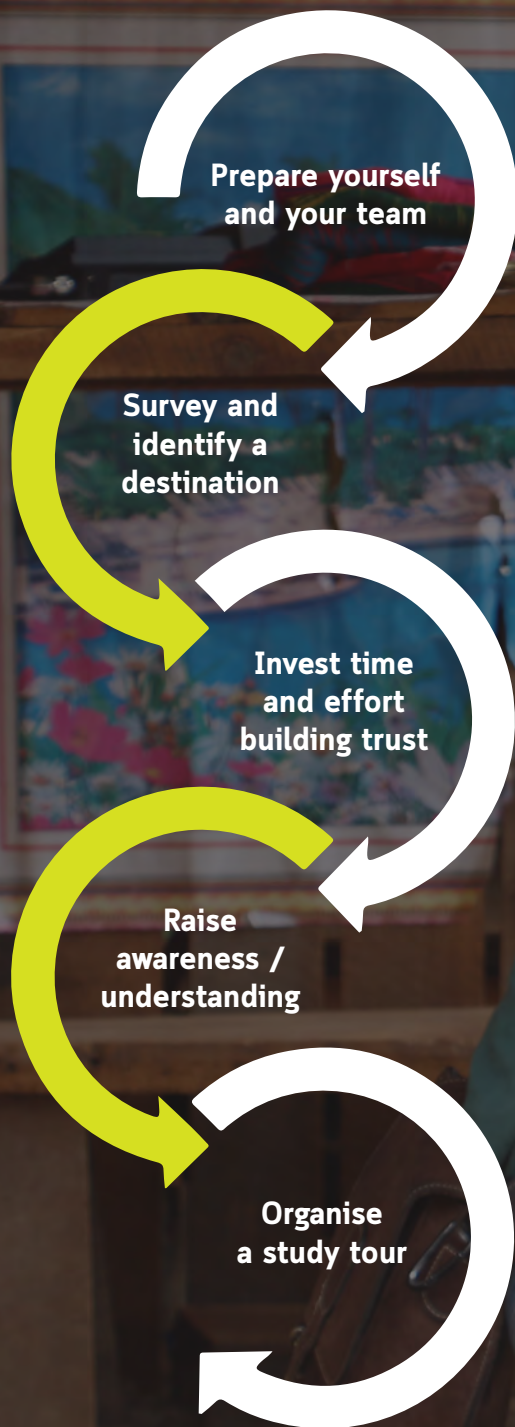 Prepare yourself
and your team
Survey and
identify a
destination
Invest time
and effort
building trust
Raise
awareness /
understanding
Organise
a study tour